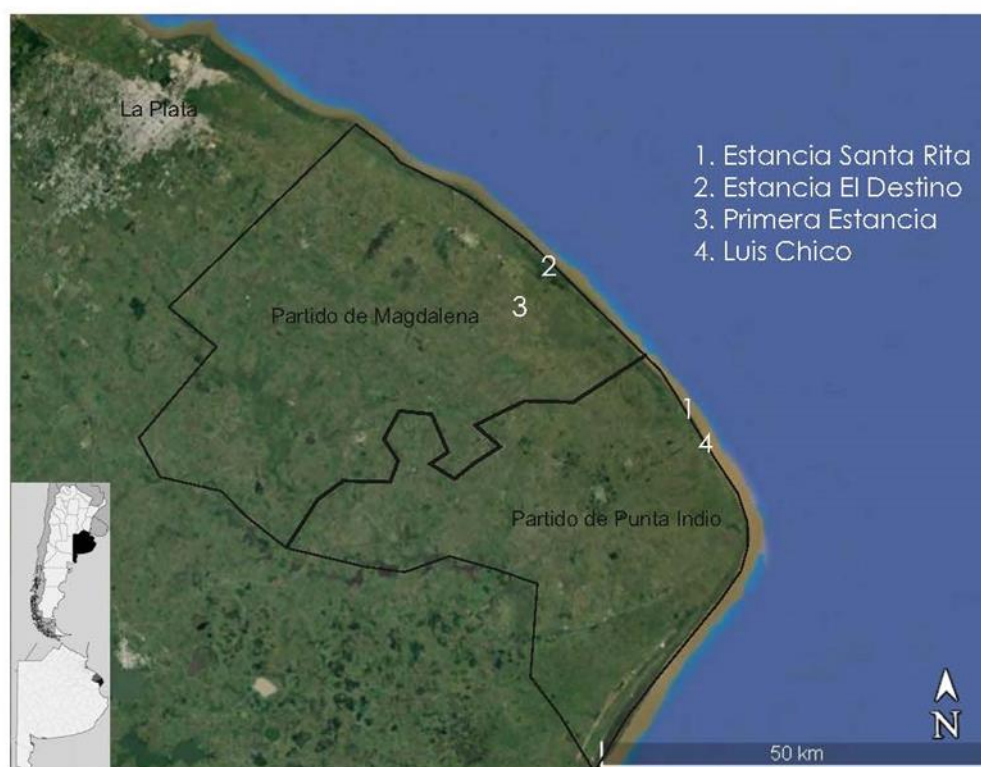 La Plata
1. Estancia Santa Rita
2. Estancia El Destino
3. Primera Estancia
4. Luis Chico
2
3
Partido de Magdalena
1
4
Partido de Punta Indio
N
50 km